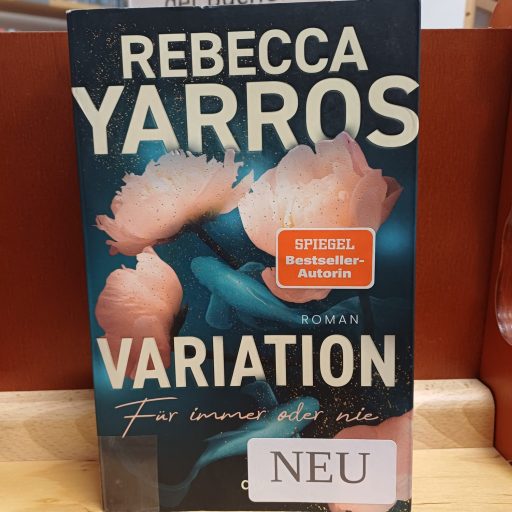 REBECCA
YARROS
SPIEGEL
Bestseller-
Autorin
ROMAN
VARIATION
Für immer oder nie
NEU